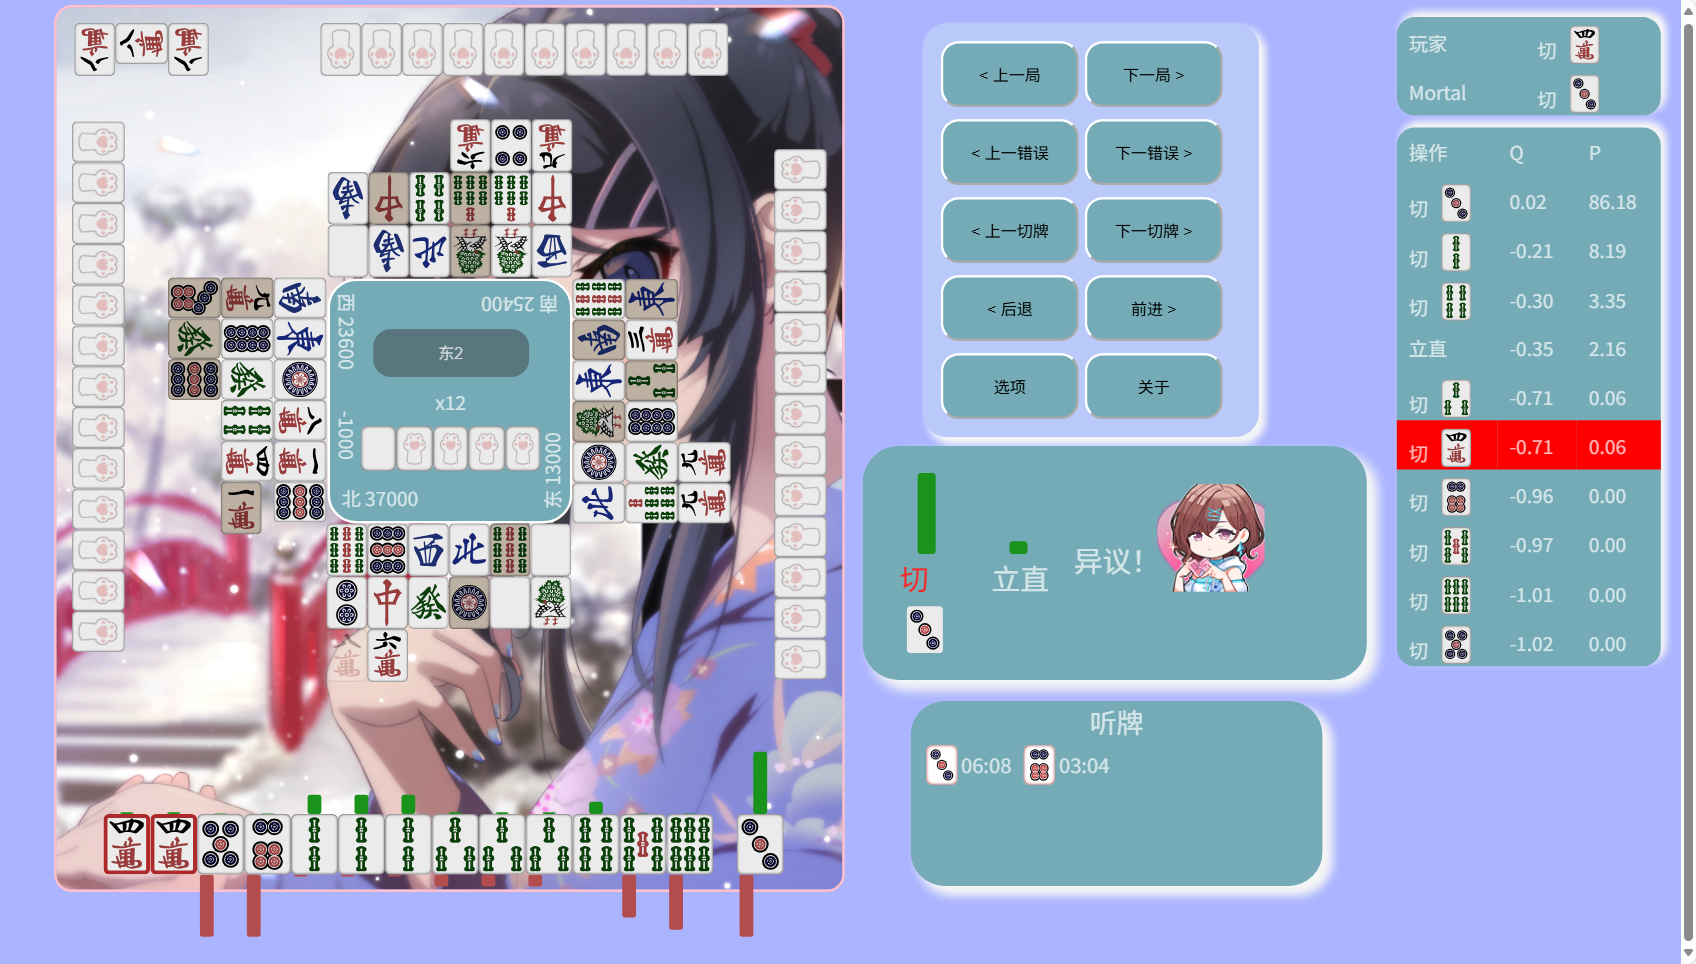 西 23600
南 25400
东2
x12
-1000
北 37000
东 13000
< 上一局
下一局 >
< 上一错误
下一错误 >
< 上一切牌
下一切牌 >
< 后退
前进 >
选项
关于
切
立直
异议！
听牌
06:08
03:04
玩家 切
Mortal 切
操作 Q P
切 0.02 86.18
切 -0.21 8.19
切 -0.30 3.35
立直 -0.35 2.16
切 -0.71 0.06
切 -0.71 0.06
切 -0.96 0.00
切 -0.97 0.00
切 -1.01 0.00
切 -1.02 0.00